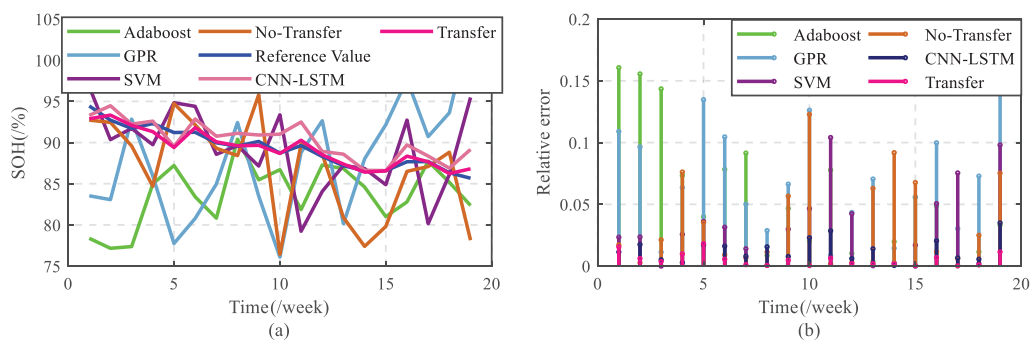 105
100
95
90
85
80
75
SOH(/%)
Adaboost No-Transfer Transfer
GPR Reference Value
SVM CNN-LSTM
0 5 10 15 20
Time(/week)
(a)
0.2
0.15
0.1
0.05
0
Relative error
Adaboost No-Transfer
GPR CNN-LSTM
SVM Transfer
0 5 10 15 20
Time(/week)
(b)